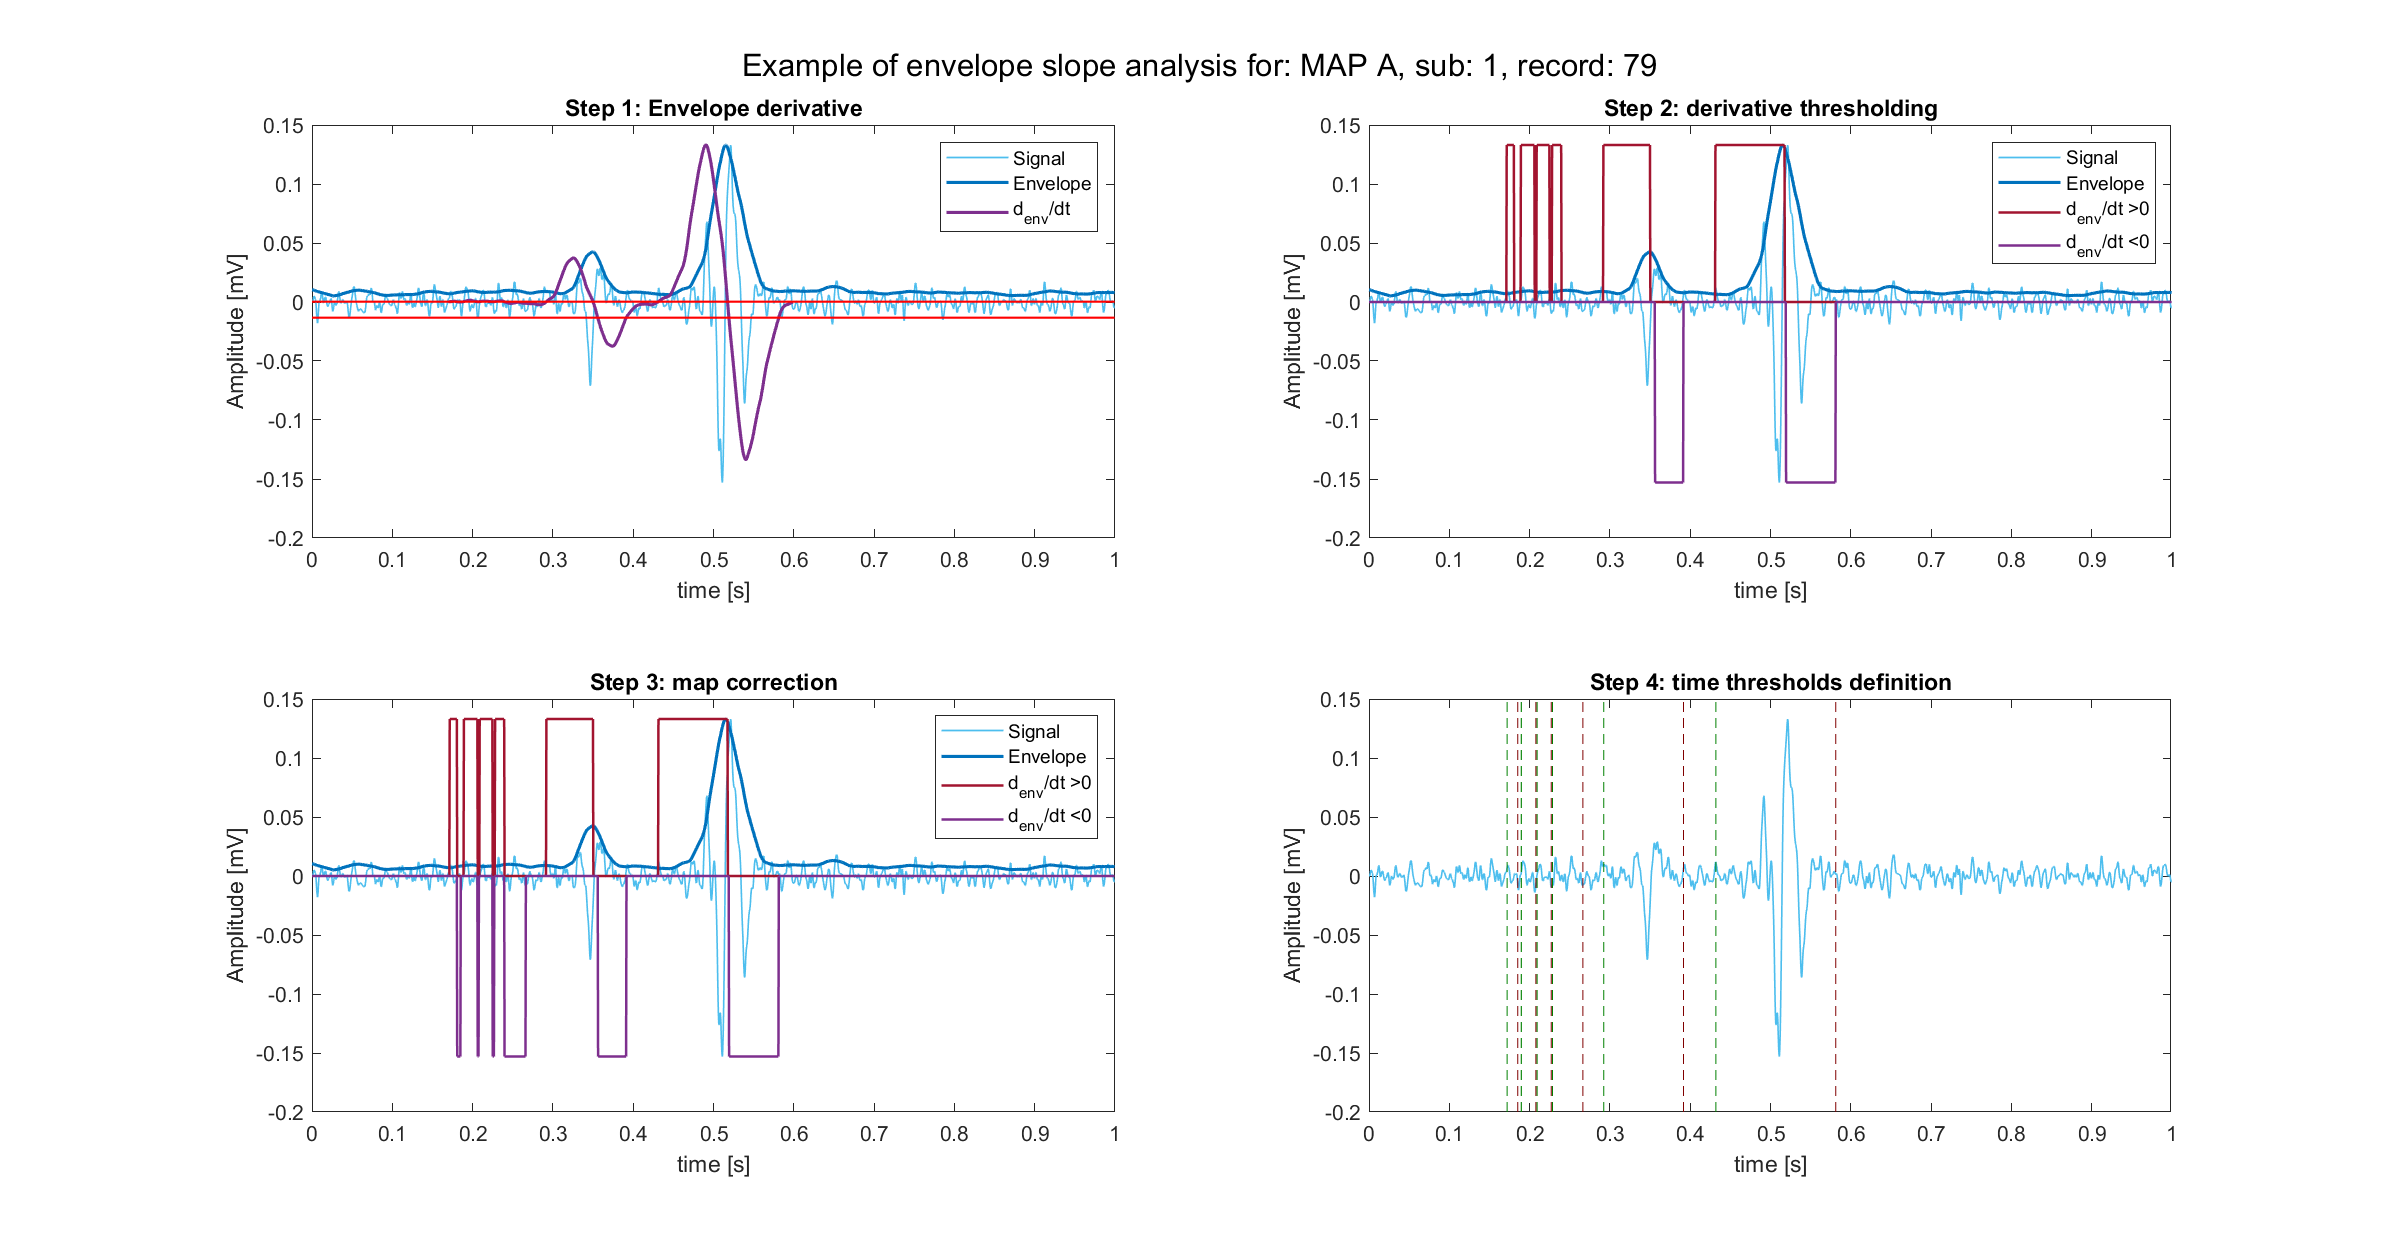 Example of envelope slope analysis for: MAP A, sub: 1, record: 79
Step 1: Envelope derivative
0.15
0.1
0.05
0
-0.05
-0.1
-0.15
-0.2
Amplitude [mV]
0 0.1 0.2 0.3 0.4 0.5 0.6 0.7 0.8 0.9 1
time [s]
Signal
Envelope
d_env/dt
Step 2: derivative thresholding
0.15
0.1
0.05
0
-0.05
-0.1
-0.15
-0.2
Amplitude [mV]
0 0.1 0.2 0.3 0.4 0.5 0.6 0.7 0.8 0.9 1
time [s]
Signal
Envelope
d_env/dt >0
d_env/dt <0
Step 3: map correction
0.15
0.1
0.05
0
-0.05
-0.1
-0.15
-0.2
Amplitude [mV]
0 0.1 0.2 0.3 0.4 0.5 0.6 0.7 0.8 0.9 1
time [s]
Signal
Envelope
d_env/dt >0
d_env/dt <0
Step 4: time thresholds definition
0.15
0.1
0.05
0
-0.05
-0.1
-0.15
-0.2
Amplitude [mV]
0 0.1 0.2 0.3 0.4 0.5 0.6 0.7 0.8 0.9 1
time [s]